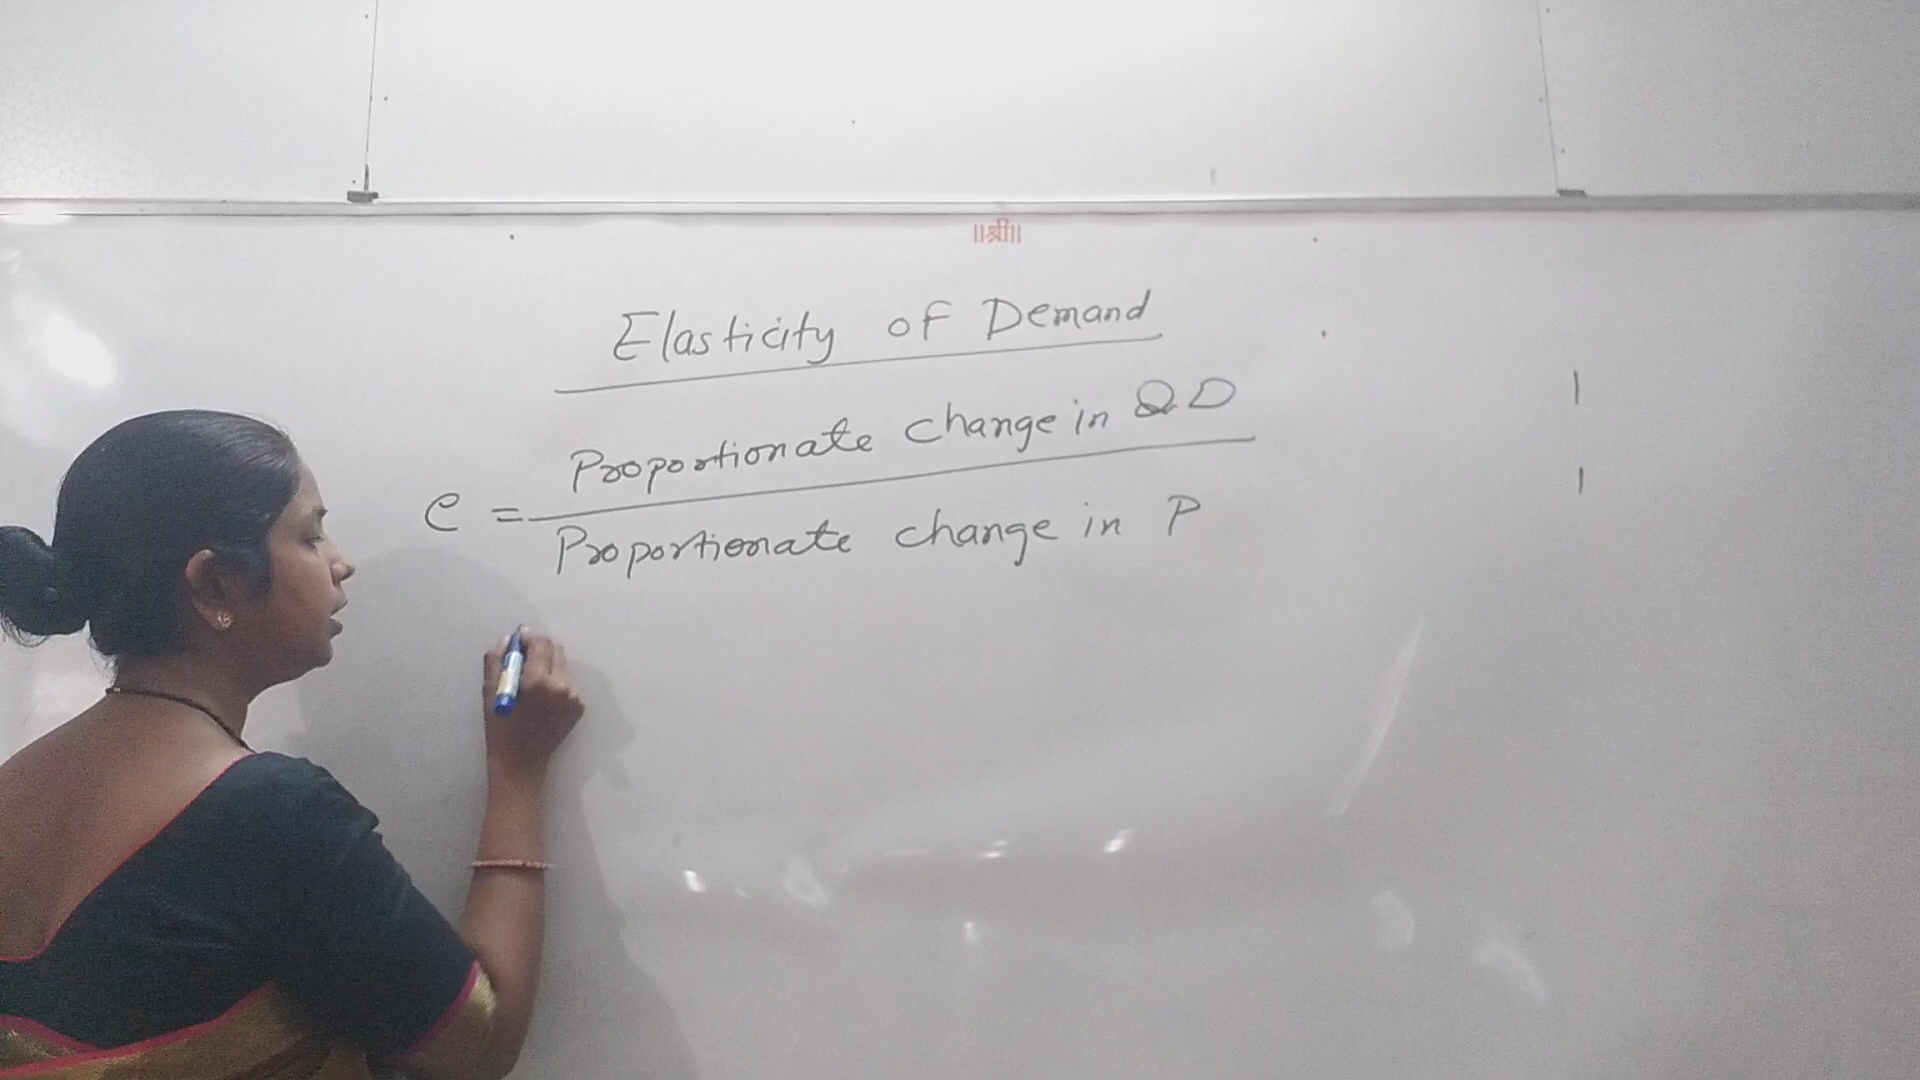 ॥श्री॥
Elasticity of Demand
Proportionate change in QD
e =
Proportionate change in P